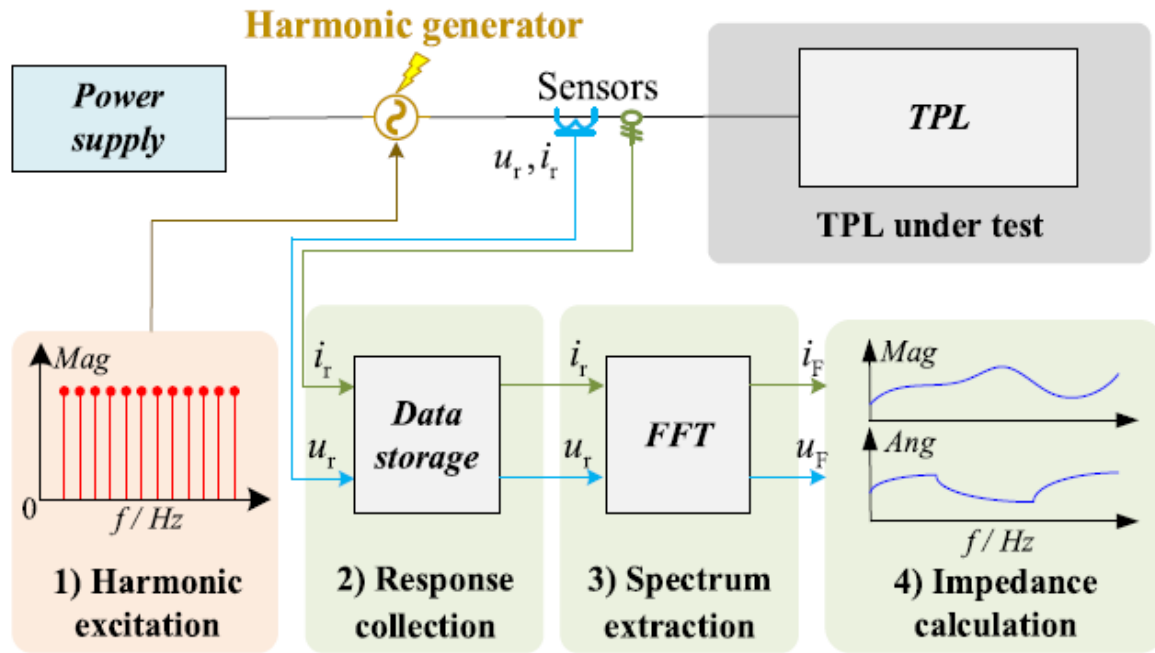 Harmonic generator
Power
supply
Sensors
u_r, i_r
TPL
TPL under test
Mag
0
f / Hz
1) Harmonic
excitation
i_r
u_r
Data
storage
2) Response
collection
i_r
u_r
FFT
3) Spectrum
extraction
i_F
u_F
Mag
Ang
f / Hz
4) Impedance
calculation